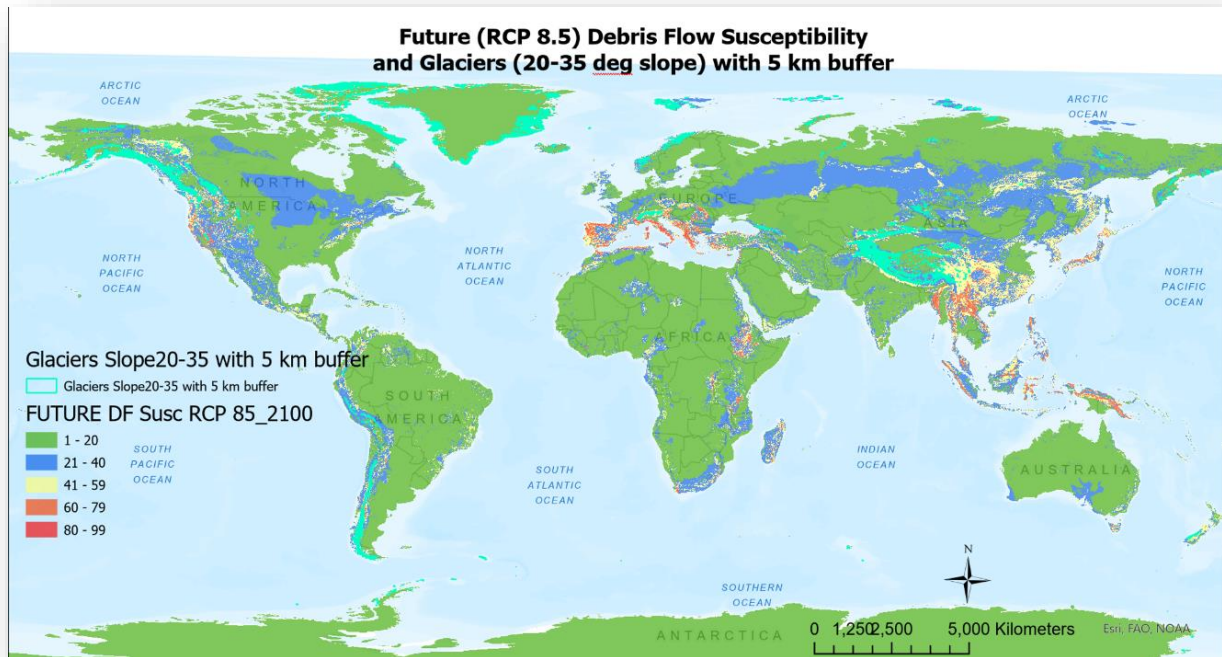 Future (RCP 8.5) Debris Flow Susceptibility
and Glaciers (20-35 deg slope) with 5 km buffer
ARCTIC
OCEAN
ARCTIC
OCEAN
NORTH
AMERICA
EUROPE
ASIA
NORTH
PACIFIC
OCEAN
NORTH
ATLANTIC
OCEAN
NORTH
PACIFIC
OCEAN
AFRICA
Glaciers Slope20-35 with 5 km buffer
Glaciers Slope20-35 with 5 km buffer
FUTURE DF Susc RCP 85_2100
1 - 20
21 - 40
41 - 59
60 - 79
80 - 99
SOUTH
AMERICA
SOUTH
PACIFIC
OCEAN
SOUTH
ATLANTIC
OCEAN
INDIAN
OCEAN
AUSTRALIA
N
SOUTHERN
OCEAN
ANTARCTICA
0 1,250 2,500 5,000 Kilometers
Esri, FAO, NOAA